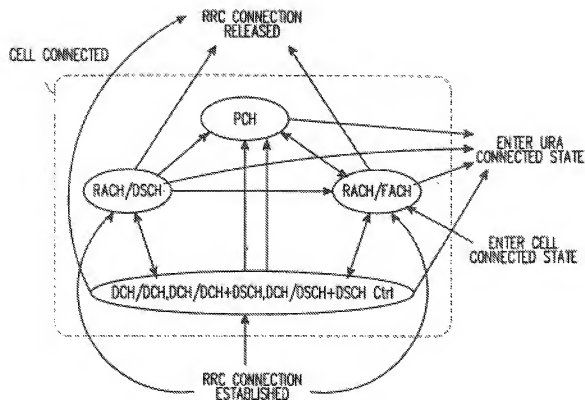 RRC CONNECTION
RELEASED
CELL CONNECTED
PCH
ENTER URA
CONNECTED STATE
RACH/DSCH
RACH/FACH
ENTER CELL
CONNECTED STATE
DCH/DCH,DCH/DCH+DSCH,DCH/DSCH+DSCH Ctrl
RRC CONNECTION
ESTABLISHED